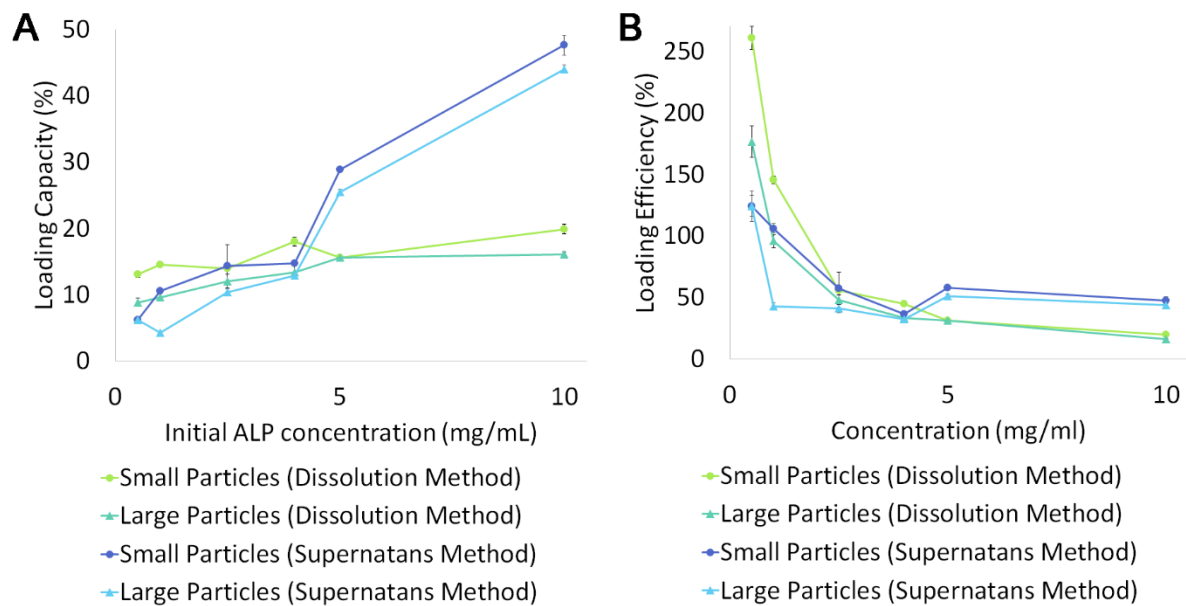 A
Loading Capacity (%)
50
40
30
20
10
0
0
5
10
Initial ALP concentration (mg/mL)
Small Particles (Dissolution Method)
Large Particles (Dissolution Method)
Small Particles (Supernatans Method)
Large Particles (Supernatans Method)
B
Loading Efficiency (%)
250
200
150
100
50
0
0
5
10
Concentration (mg/ml)
Small Particles (Dissolution Method)
Large Particles (Dissolution Method)
Small Particles (Supernatans Method)
Large Particles (Supernatans Method)